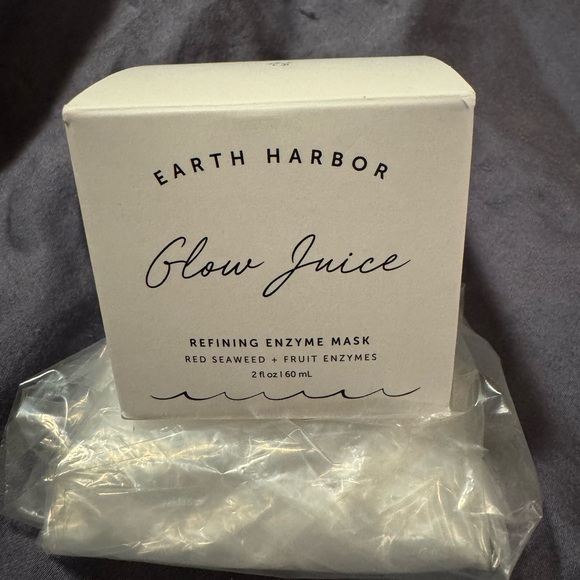 EARTH HARBOR
Glow Juice
REFINING ENZYME MASK
RED SEAWEED + FRUIT ENZYMES
2 fl oz | 60 mL